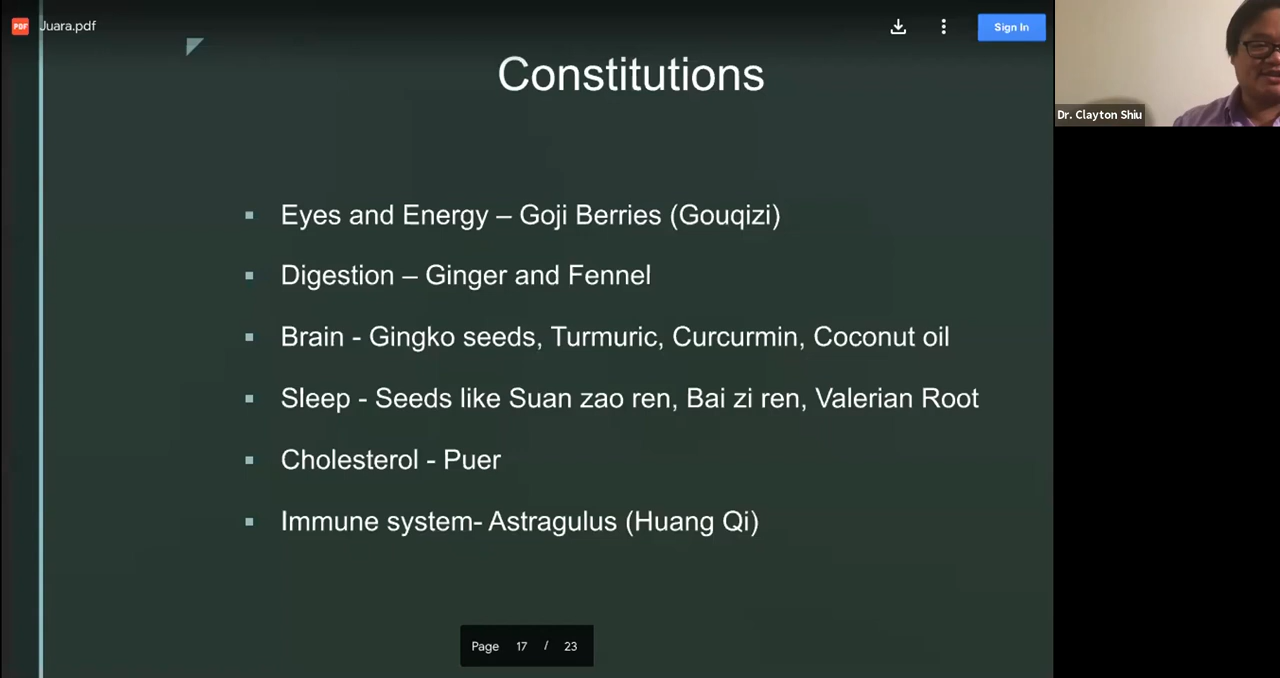 PDF
Juara.pdf
Sign In
Dr. Clayton Shiu
Constitutions
▪ Eyes and Energy – Goji Berries (Gouqizi)
▪ Digestion – Ginger and Fennel
▪ Brain - Gingko seeds, Turmuric, Curcurmin, Coconut oil
▪ Sleep - Seeds like Suan zao ren, Bai zi ren, Valerian Root
▪ Cholesterol - Puer
▪ Immune system- Astragulus (Huang Qi)
Page 17 / 23